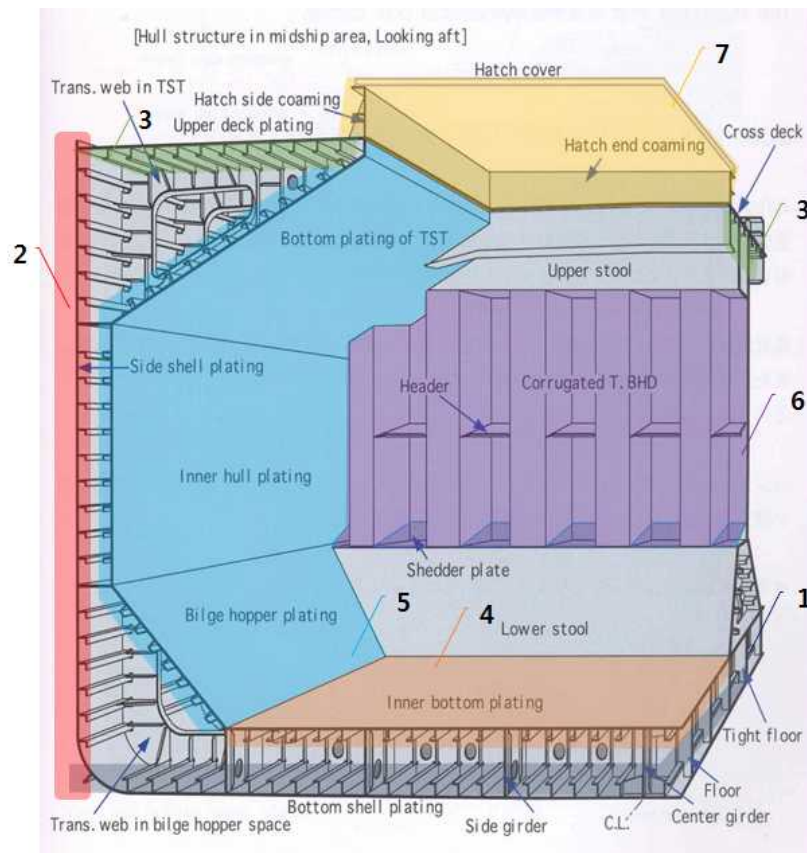 [Hull structure in midship area, Looking aft]
7
Hatch cover
Trans. web in TST
Hatch side coaming
3
Upper deck plating
Cross deck
Hatch end coaming
3
2
Bottom plating of TST
Upper stool
Side shell plating
Header
Corrugated T. BHD
6
Inner hull plating
Shedder plate
1
Bilge hopper plating
5
4
Lower stool
Inner bottom plating
Tight floor
Floor
Bottom shell plating
Center girder
Trans. web in bilge hopper space
Side girder
C.L: